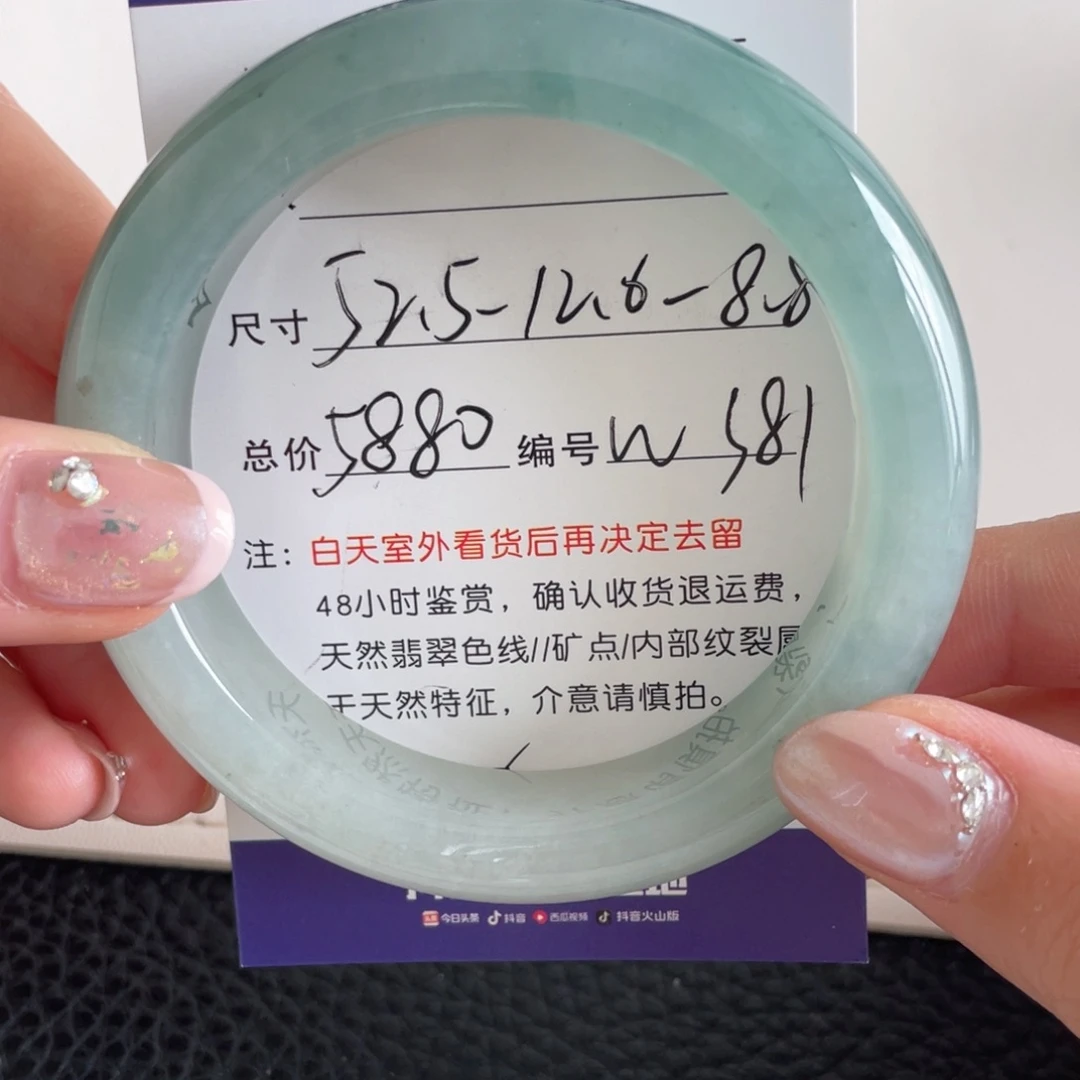 尺寸 52.5-12.6-8.8
总价 5880 编号 W 581
注：白天室外看货后再决定去留
48小时鉴赏，确认收货退运费，
天然翡翠色线//矿点/内部纹裂属
于天然特征，介意请慎拍。
今日头条 抖音 西瓜视频 抖音火山版